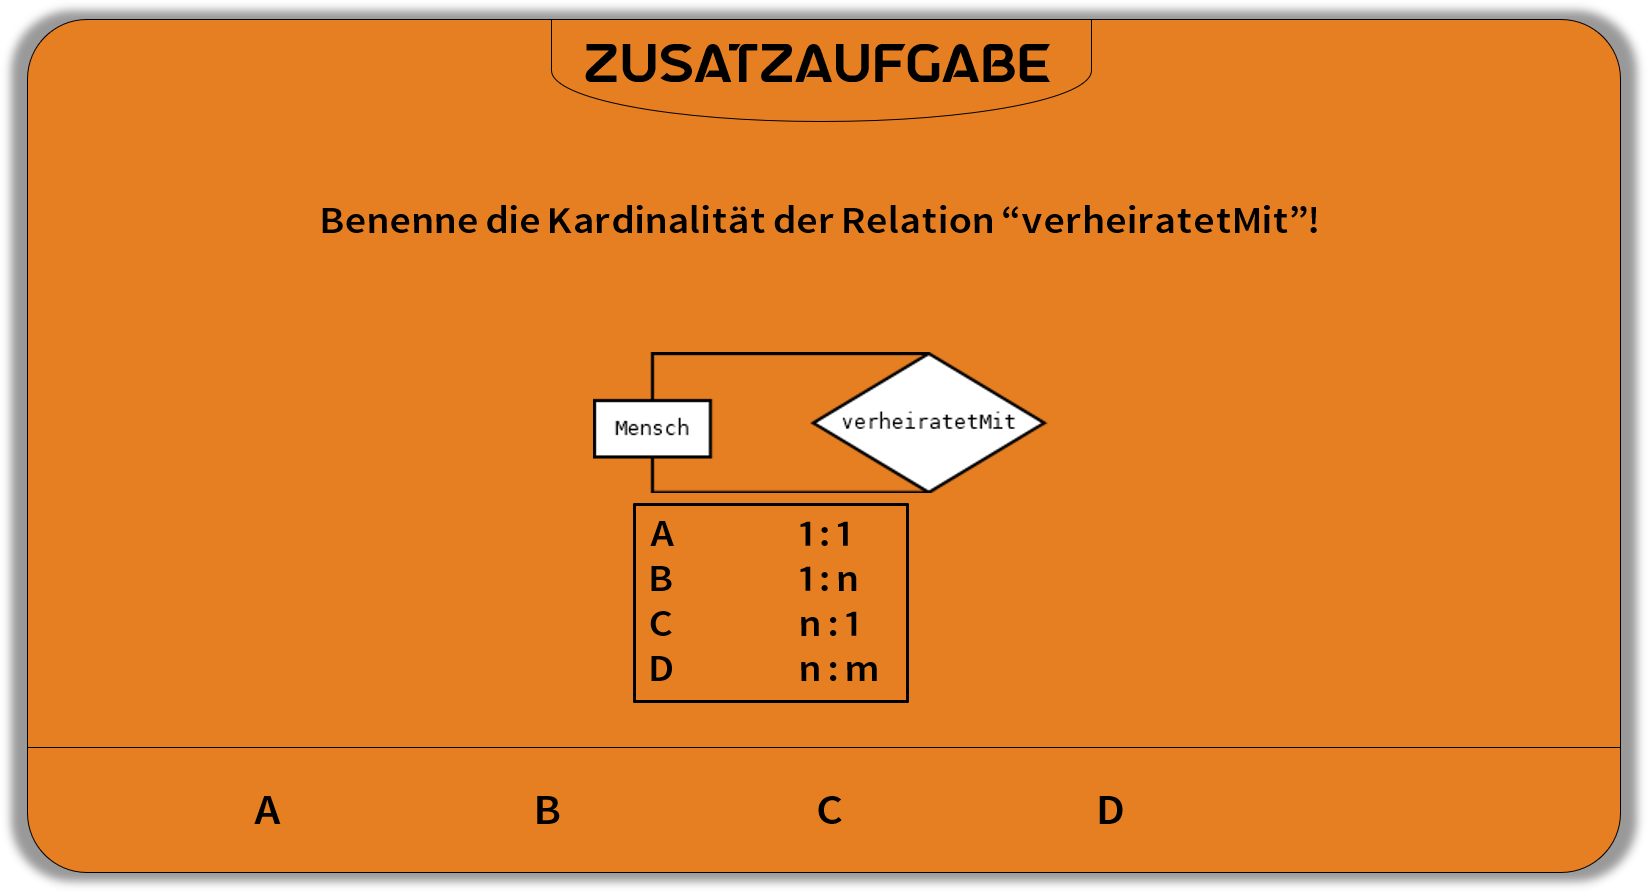 ZUSATZAUFGABE
Benenne die Kardinalität der Relation “verheiratetMit”!
Mensch
verheiratetMit
A 1:1
B 1:n
C n:1
D n:m
A B C D